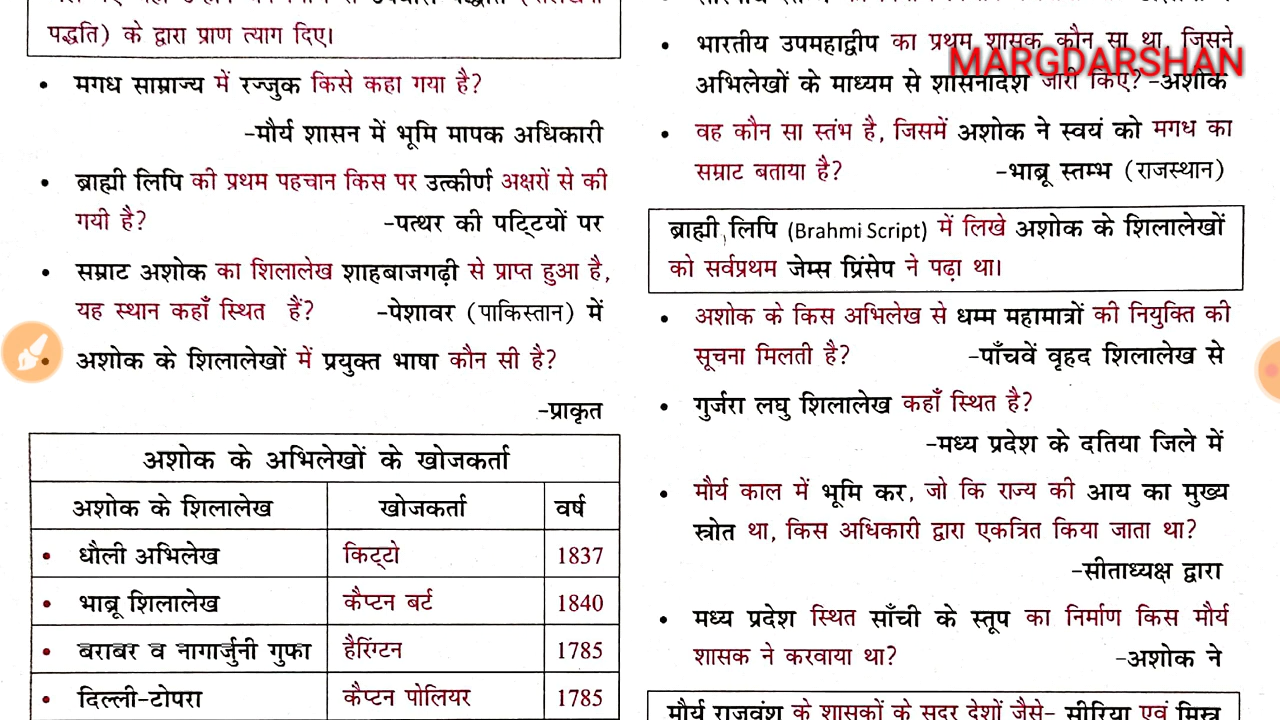 पद्धति) के द्वारा प्राण त्याग दिए।
• मगध साम्राज्य में रज्जुक किसे कहा गया है?
-मौर्य शासन में भूमि मापक अधिकारी
• ब्राह्मी लिपि की प्रथम पहचान किस पर उत्कीर्ण अक्षरों से की
गयी है? -पत्थर की पट्टियों पर
• सम्राट अशोक का शिलालेख शाहबाजगढ़ी से प्राप्त हुआ है,
यह स्थान कहाँ स्थित हैं? -पेशावर (पाकिस्तान) में
• अशोक के शिलालेखों में प्रयुक्त भाषा कौन सी है?
-प्राकृत
अशोक के अभिलेखों के खोजकर्ता
अशोक के शिलालेख खोजकर्ता वर्ष
• धौली अभिलेख किट्टो 1837
• भाब्रू शिलालेख कैप्टन बर्ट 1840
• बराबर व नागार्जुनी गुफा हैरिंग्टन 1785
• दिल्ली-टोपरा कैप्टन पोलियर 1785
MARGDARSHAN
• भारतीय उपमहाद्वीप का प्रथम शासक कौन सा था, जिसने
अभिलेखों के माध्यम से शासनादेश जारी किए? -अशोक
• वह कौन सा स्तंभ है, जिसमें अशोक ने स्वयं को मगध का
सम्राट बताया है? -भाब्रू स्तम्भ (राजस्थान)
ब्राह्मी लिपि (Brahmi Script) में लिखे अशोक के शिलालेखों
को सर्वप्रथम जेम्स प्रिंसेप ने पढ़ा था।
• अशोक के किस अभिलेख से धम्म महामात्रों की नियुक्ति की
सूचना मिलती है? -पाँचवें वृहद शिलालेख से
• गुर्जरा लघु शिलालेख कहाँ स्थित है?
-मध्य प्रदेश के दतिया जिले में
• मौर्य काल में भूमि कर, जो कि राज्य की आय का मुख्य
स्त्रोत था, किस अधिकारी द्वारा एकत्रित किया जाता था?
-सीताध्यक्ष द्वारा
• मध्य प्रदेश स्थित साँची के स्तूप का निर्माण किस मौर्य
शासक ने करवाया था? -अशोक ने
मौर्य राजवंश के शासकों के सुदूर देशों जैसे- सीरिया एवं मिस्र